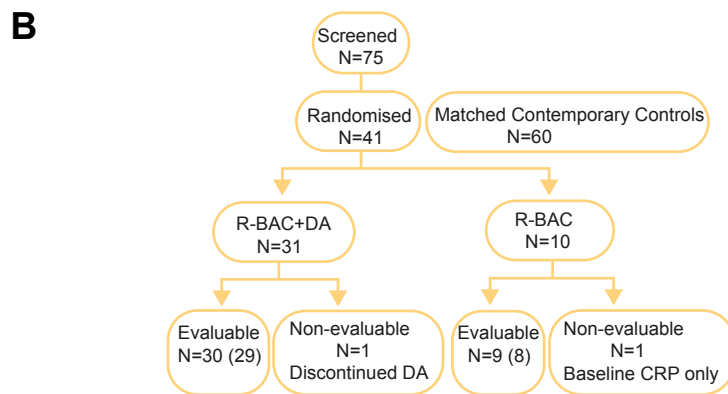 B
Screened
N=75
Randomised
N=41
Matched Contemporary Controls
N=60
R-BAC+DA
N=31
R-BAC
N=10
Evaluable
N=30 (29)
Non-evaluable
N=1
Discontinued DA
Evaluable
N=9 (8)
Non-evaluable
N=1
Baseline CRP only